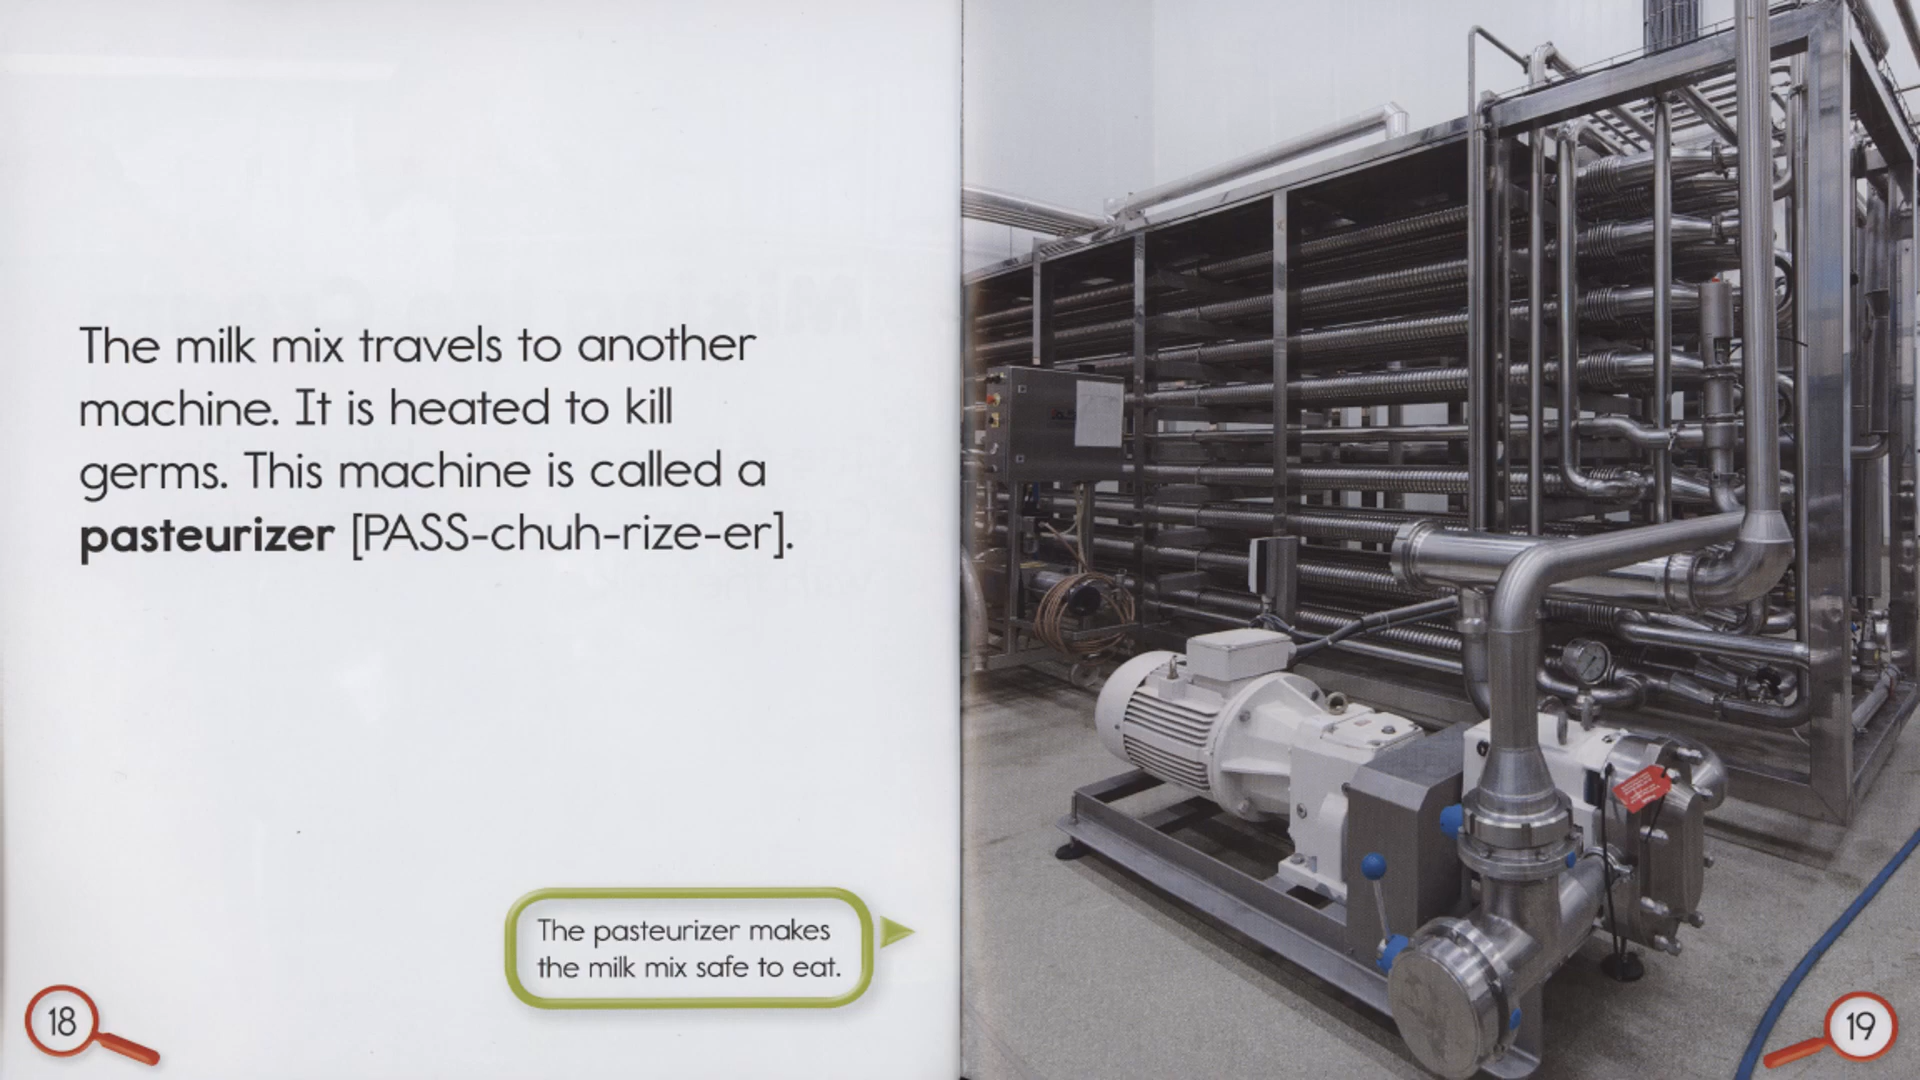 The milk mix travels to another
machine. It is heated to kill
germs. This machine is called a
pasteurizer [PASS-chuh-rize-er].
The pasteurizer makes
the milk mix safe to eat.
18
19